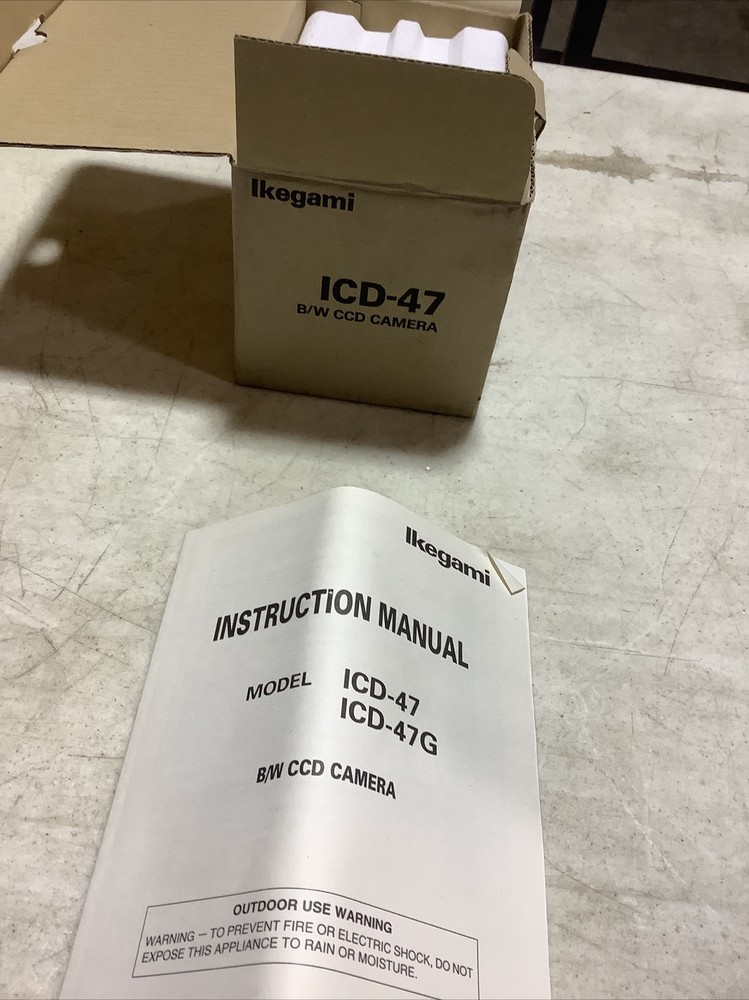 Ikegami
ICD-47
B/W CCD CAMERA
Ikegami
INSTRUCTION MANUAL
MODEL ICD-47
ICD-47G
B/W CCD CAMERA
OUTDOOR USE WARNING
WARNING — TO PREVENT FIRE OR ELECTRIC SHOCK, DO NOT
EXPOSE THIS APPLIANCE TO RAIN OR MOISTURE.